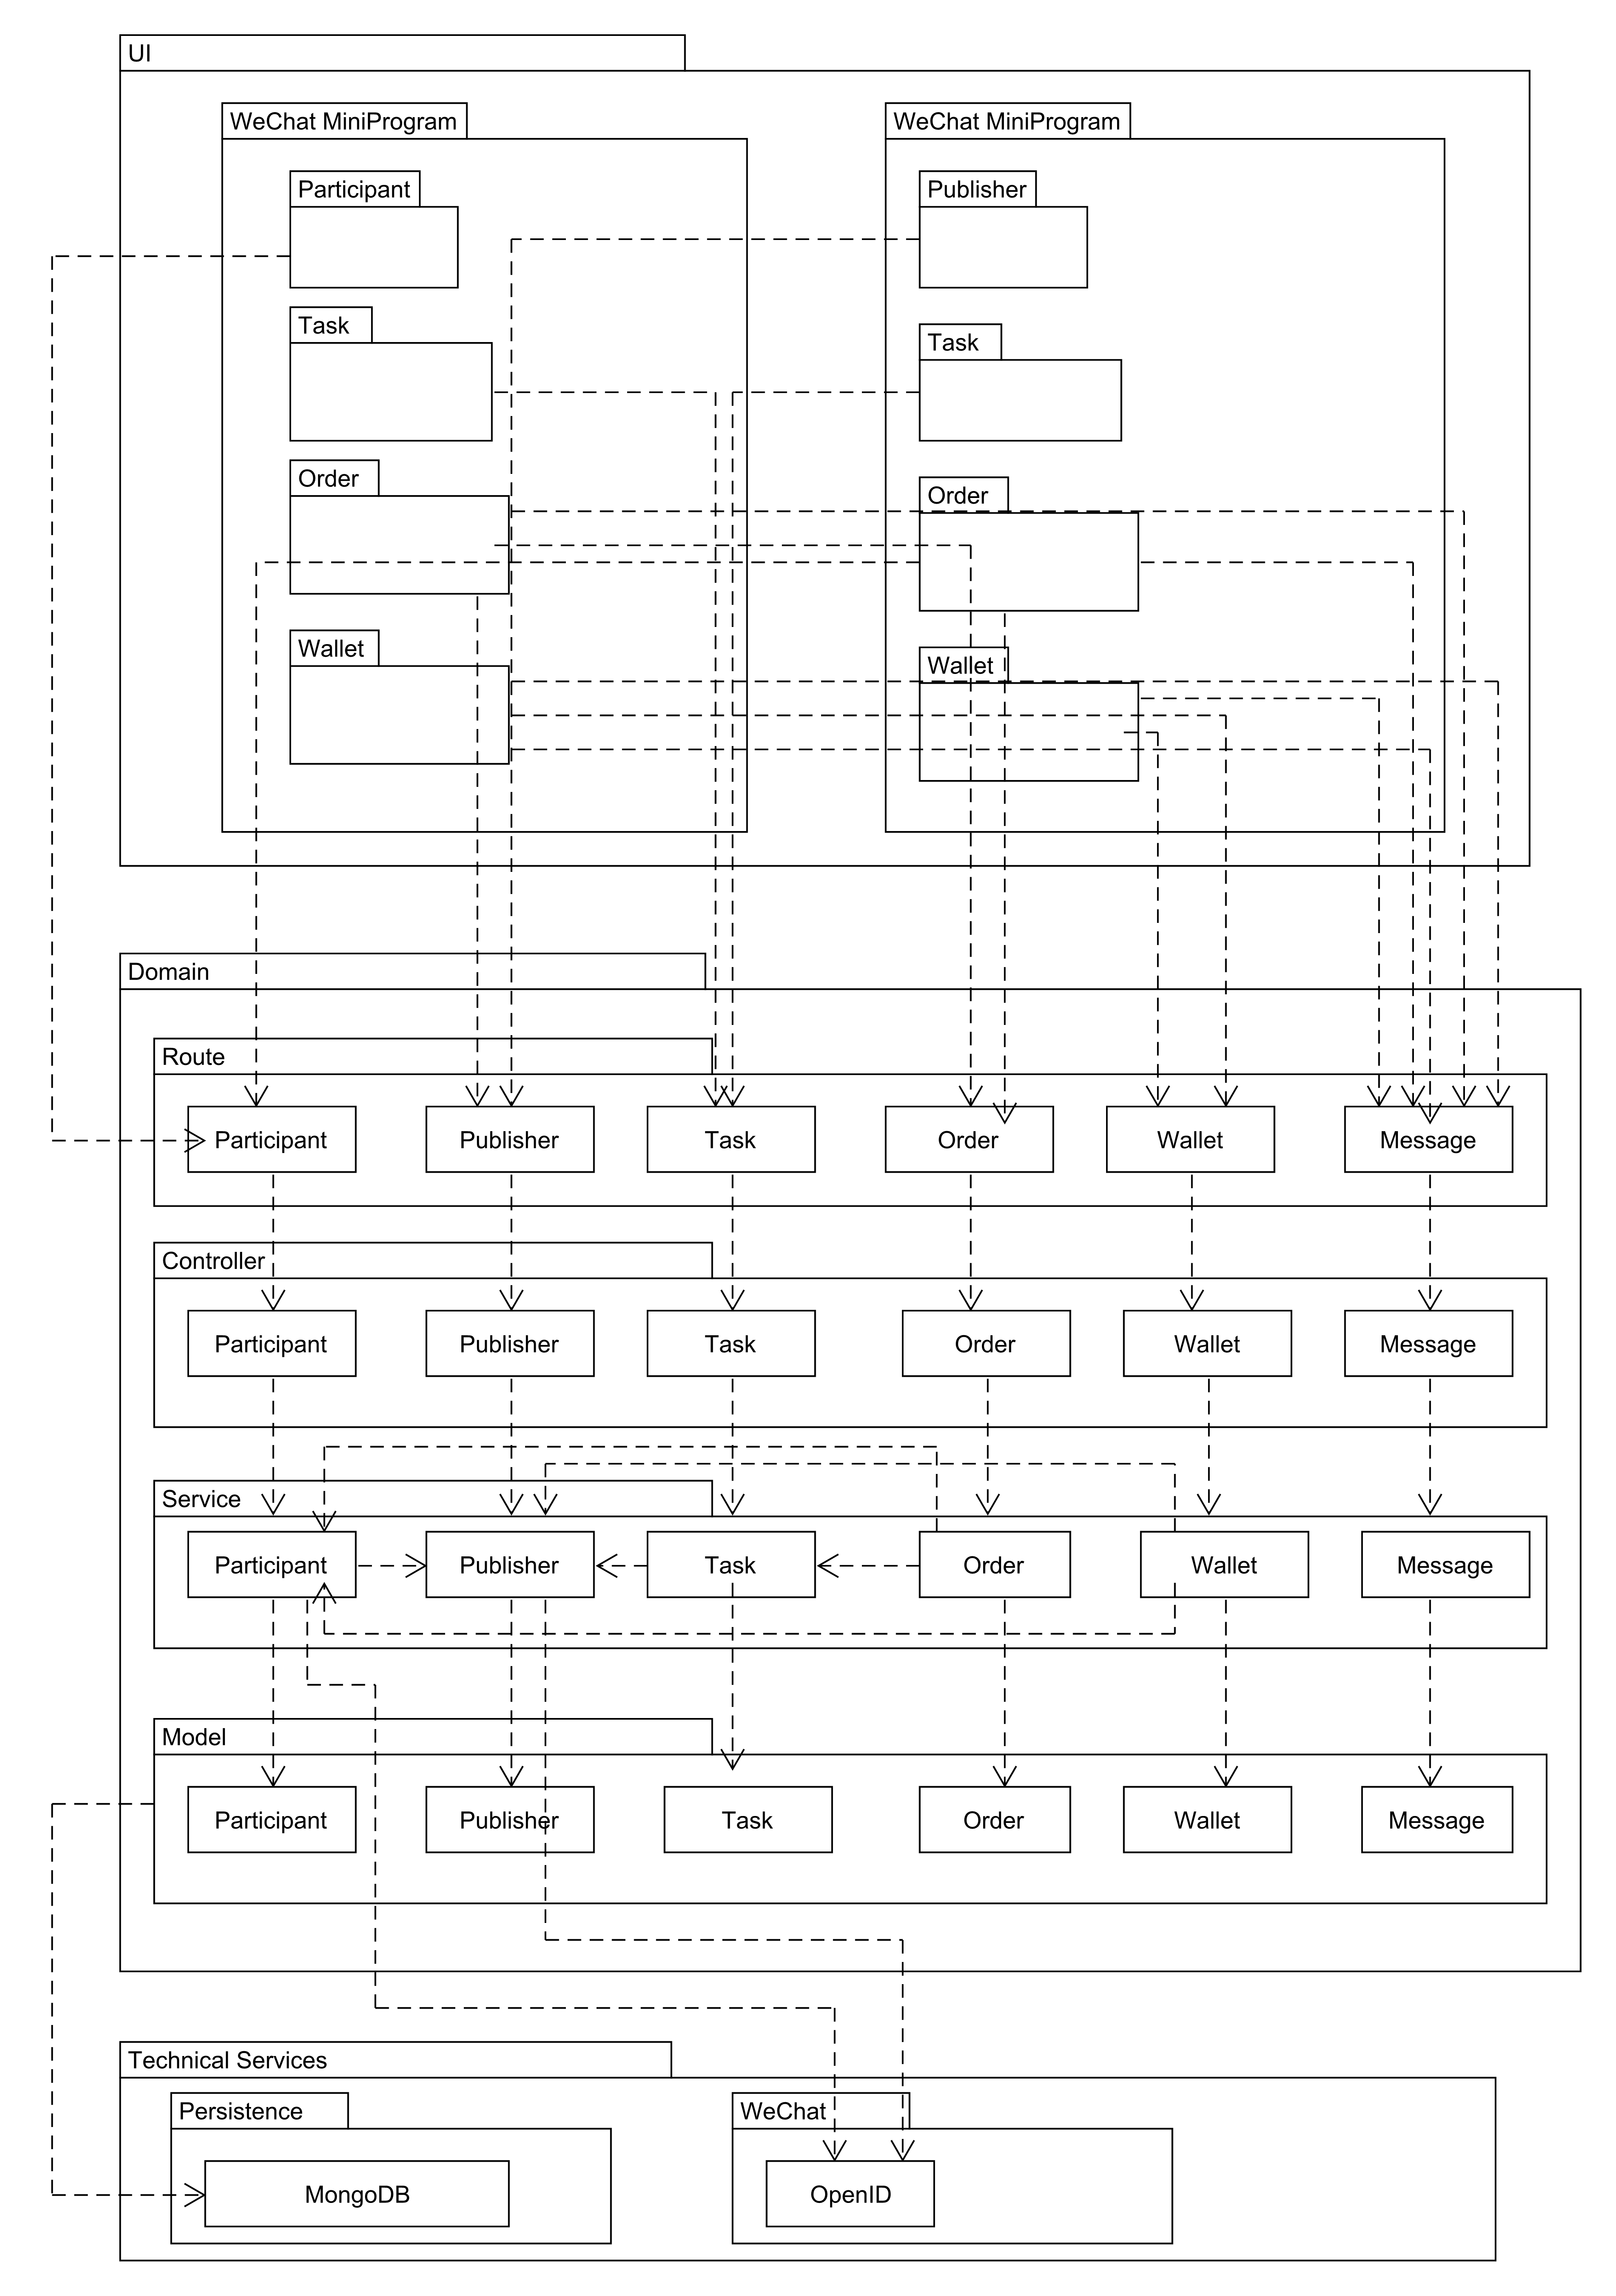 UI
WeChat MiniProgram
WeChat MiniProgram
Participant
Publisher
Task
Task
Order
Order
Wallet
Wallet
Domain
Route
Participant
Publisher
Task
Order
Wallet
Message
Controller
Participant
Publisher
Task
Order
Wallet
Message
Service
Participant
Publisher
Task
Order
Wallet
Message
Model
Participant
Publisher
Task
Order
Wallet
Message
Technical Services
Persistence
WeChat
MongoDB
OpenID